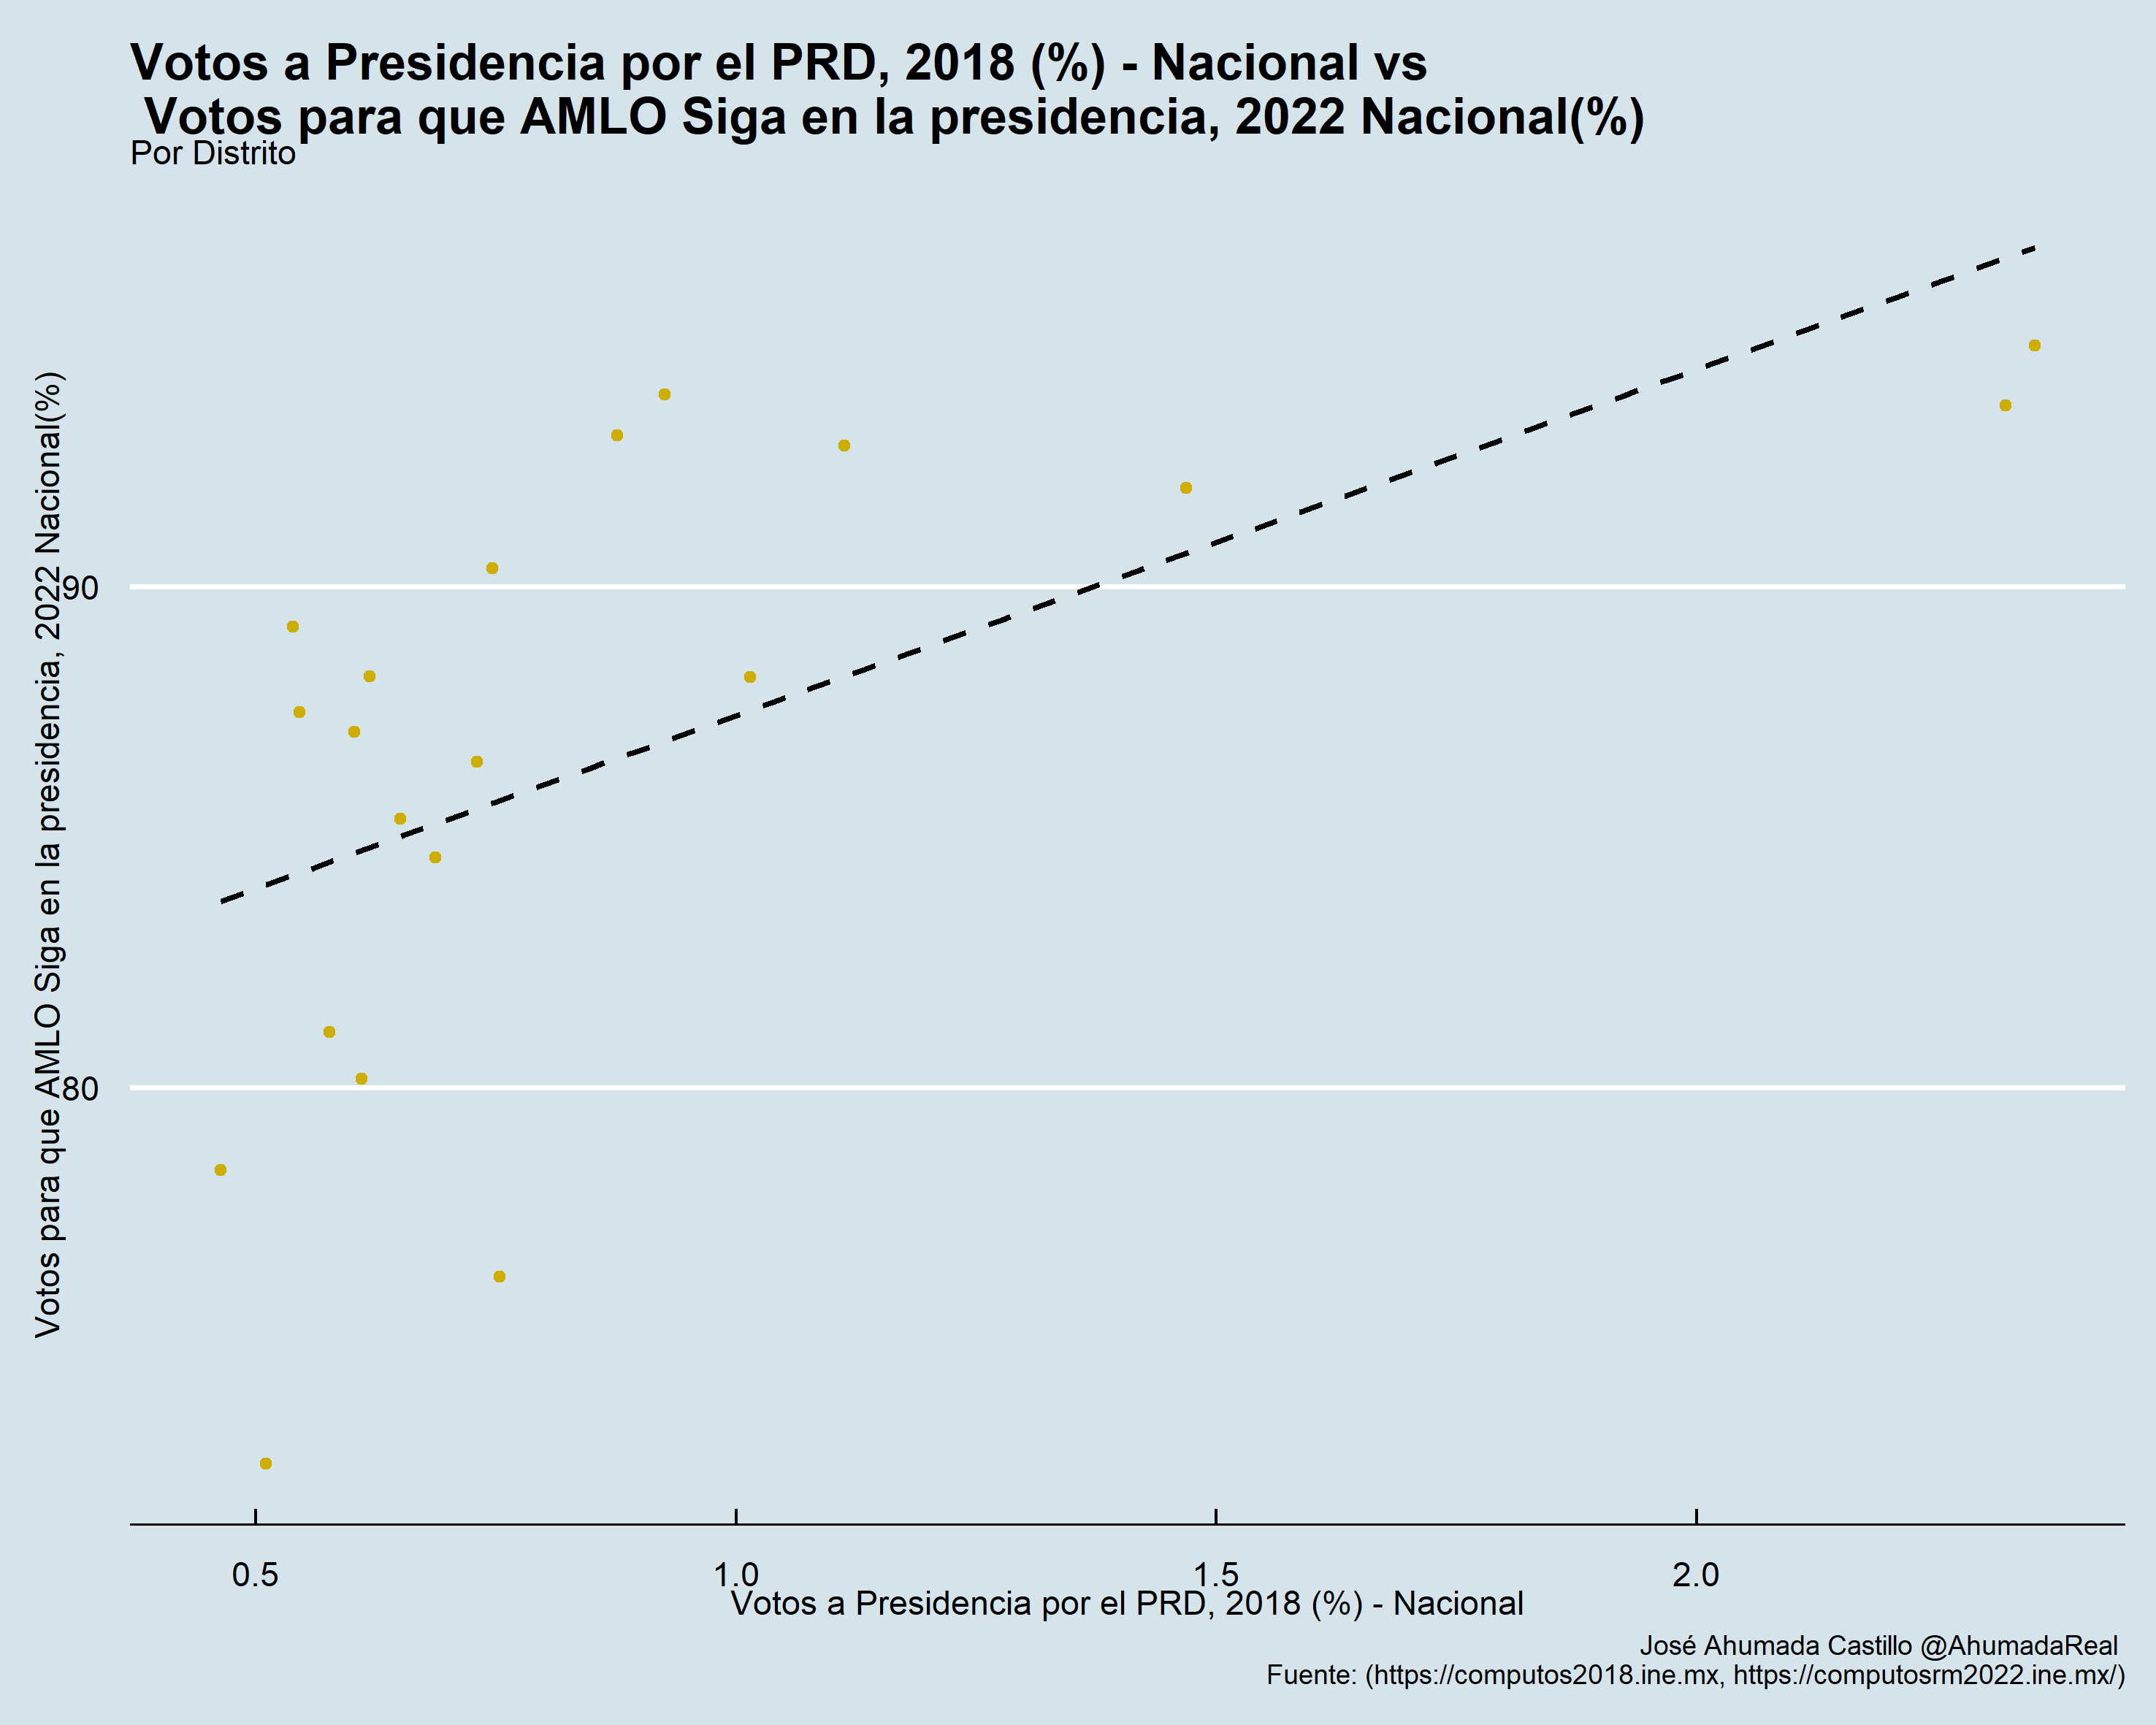 Votos a Presidencia por el PRD, 2018 (%) - Nacional vs
Votos para que AMLO Siga en la presidencia, 2022 Nacional(%)
Por Distrito
Votos para que AMLO Siga en la presidencia, 2022 Nacional(%)
90
80
0.5 1.0 1.5 2.0
Votos a Presidencia por el PRD, 2018 (%) - Nacional
José Ahumada Castillo @AhumadaReal
Fuente: (https://computos2018.ine.mx, https://computosrm2022.ine.mx/)